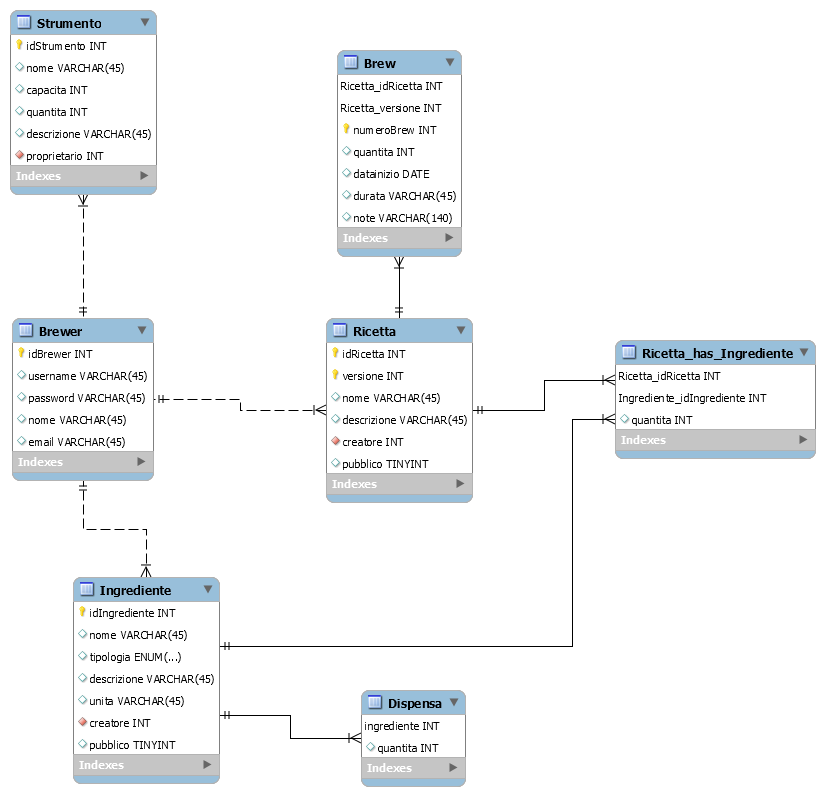 Strumento
idStrumento INT
nome VARCHAR(45)
capacita INT
quantita INT
descrizione VARCHAR(45)
proprietario INT
Indexes
Brew
Ricetta_idRicetta INT
Ricetta_versione INT
numeroBrew INT
quantita INT
datainizio DATE
durata VARCHAR(45)
note VARCHAR(140)
Indexes
Brewer
idBrewer INT
username VARCHAR(45)
password VARCHAR(45)
nome VARCHAR(45)
email VARCHAR(45)
Indexes
Ricetta
idRicetta INT
versione INT
nome VARCHAR(45)
descrizione VARCHAR(45)
creatore INT
pubblico TINYINT
Indexes
Ricetta_has_Ingrediente
Ricetta_idRicetta INT
Ingrediente_idIngrediente INT
quantita INT
Indexes
Ingrediente
idIngrediente INT
nome VARCHAR(45)
tipologia ENUM(...)
descrizione VARCHAR(45)
unita VARCHAR(45)
creatore INT
pubblico TINYINT
Indexes
Dispensa
ingrediente INT
quantita INT
Indexes